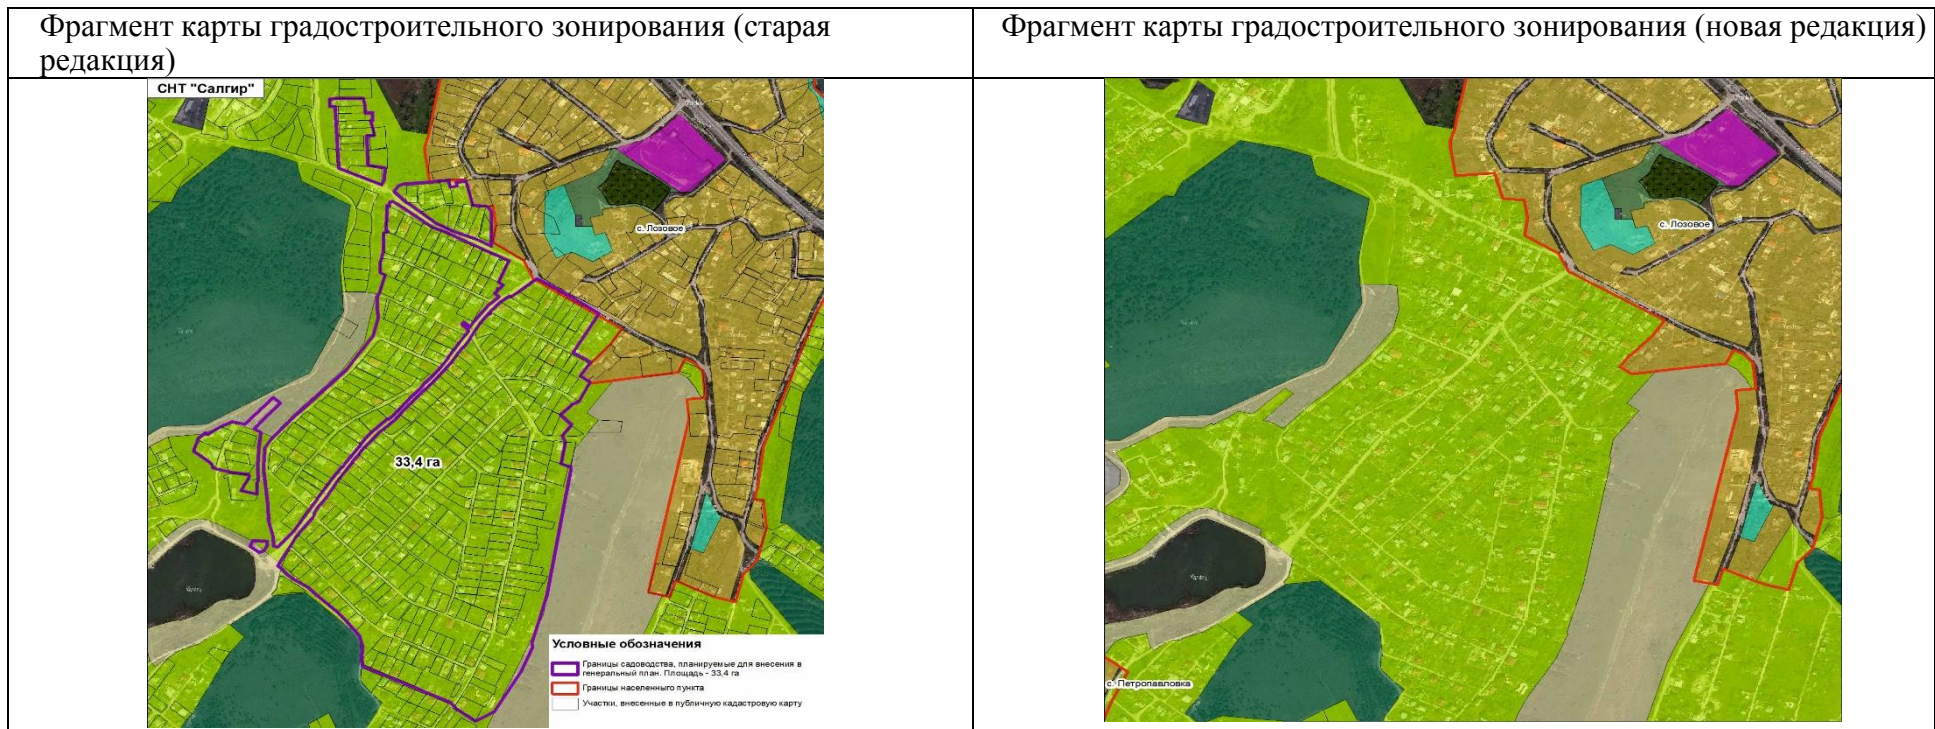 Фрагмент карты градостроительного зонирования (старая
редакция)
Фрагмент карты градостроительного зонирования (новая редакция)
СНТ "Салгир"
с. Лозовое
33,4 га
Условные обозначения
Границы садоводства, планируемые для внесения в
генеральный план. Площадь - 33,4 га
Границы населенного пункта
Участки, внесенные в публичную кадастровую карту
с. Лозовое
с. Петропавловка